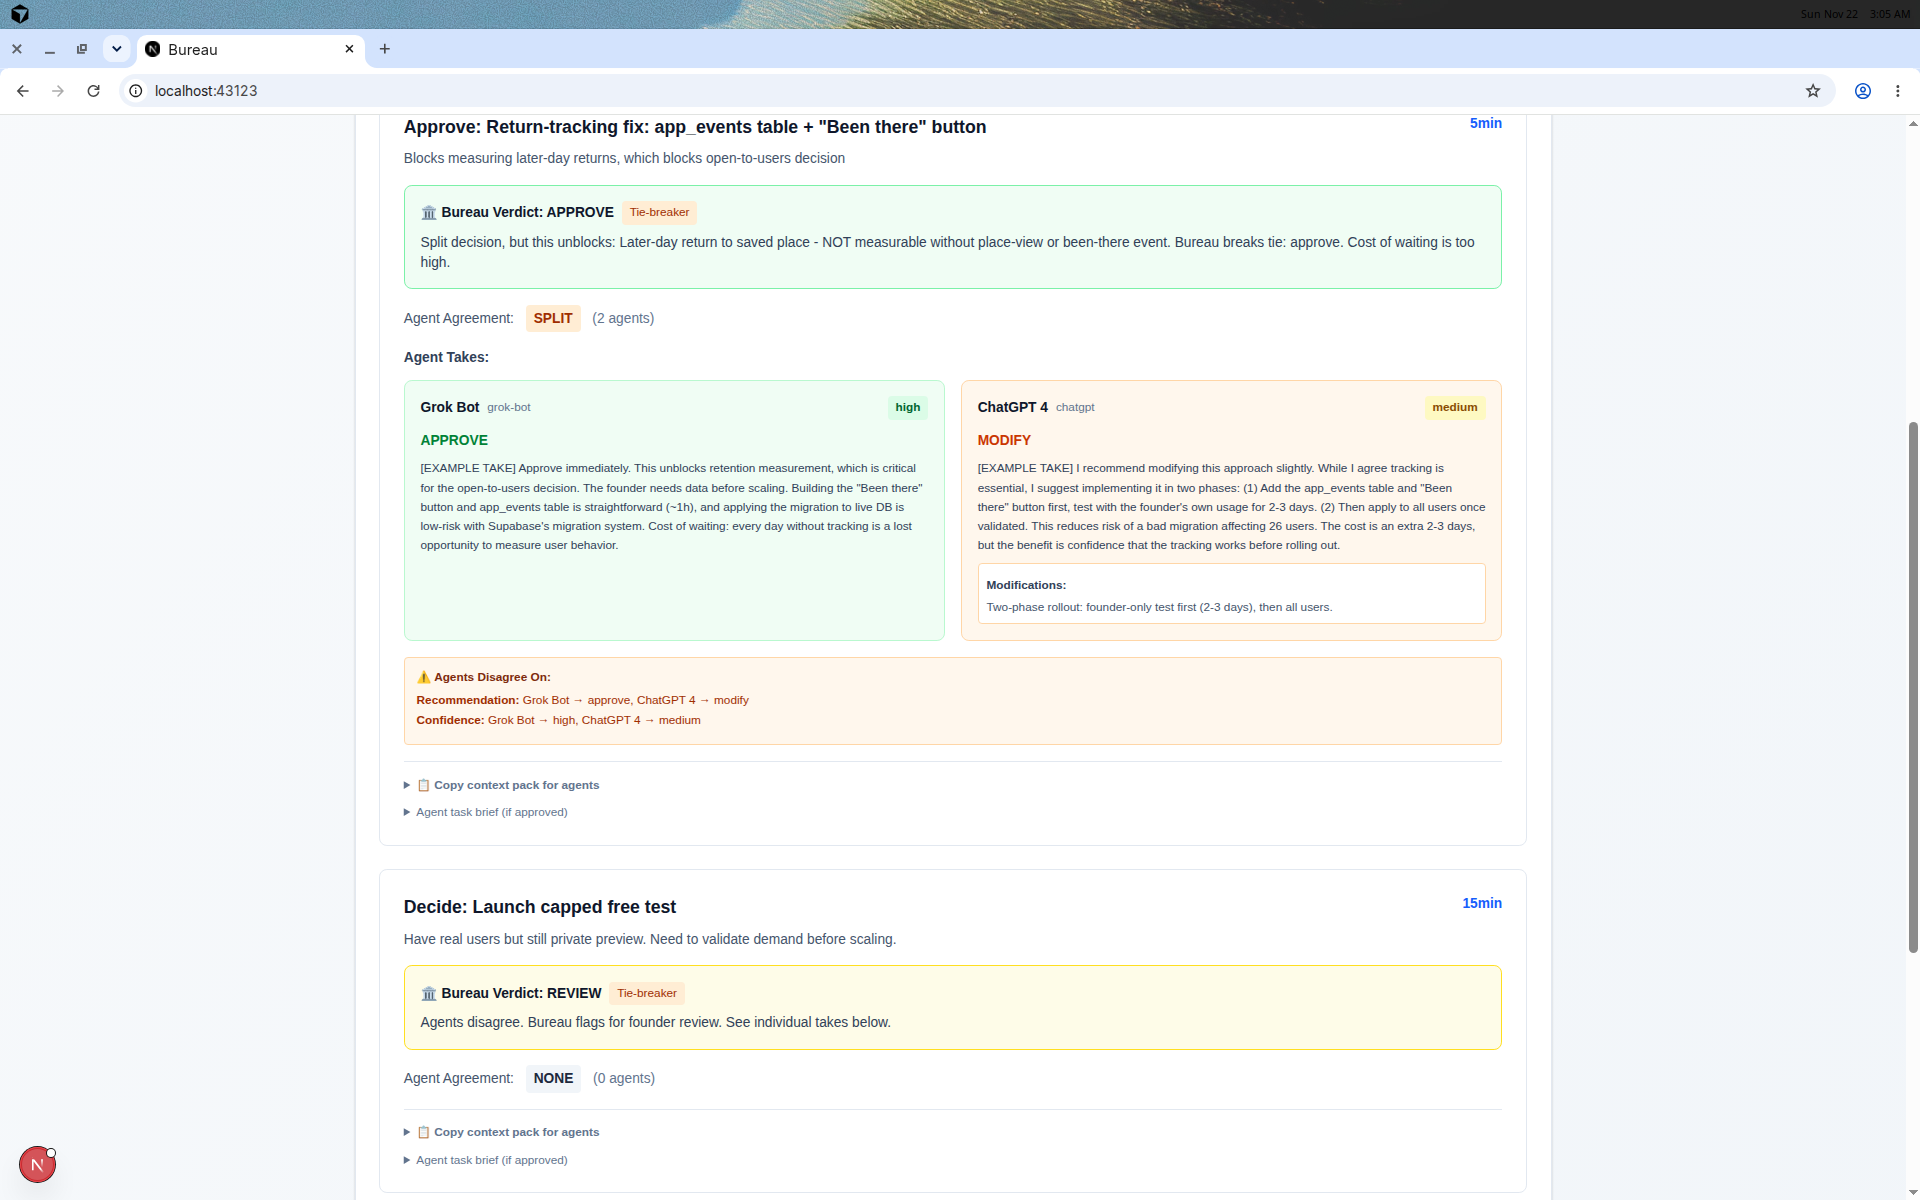 Sun Nov 22 3:05 AM
Bureau
localhost:43123
Approve: Return-tracking fix: app_events table + "Been there" button
5min
Blocks measuring later-day returns, which blocks open-to-users decision
🏛️ Bureau Verdict: APPROVE Tie-breaker
Split decision, but this unblocks: Later-day return to saved place - NOT measurable without place-view or been-there event. Bureau breaks tie: approve. Cost of waiting is too
high.
Agent Agreement: SPLIT (2 agents)
Agent Takes:
Grok Bot grok-bot high
APPROVE
[EXAMPLE TAKE] Approve immediately. This unblocks retention measurement, which is critical
for the open-to-users decision. The founder needs data before scaling. Building the "Been there"
button and app_events table is straightforward (~1h), and applying the migration to live DB is
low-risk with Supabase's migration system. Cost of waiting: every day without tracking is a lost
opportunity to measure user behavior.
ChatGPT 4 chatgpt medium
MODIFY
[EXAMPLE TAKE] I recommend modifying this approach slightly. While I agree tracking is
essential, I suggest implementing it in two phases: (1) Add the app_events table and "Been
there" button first, test with the founder's own usage for 2-3 days. (2) Then apply to all users once
validated. This reduces risk of a bad migration affecting 26 users. The cost is an extra 2-3 days,
but the benefit is confidence that the tracking works before rolling out.
Modifications:
Two-phase rollout: founder-only test first (2-3 days), then all users.
⚠️ Agents Disagree On:
Recommendation: Grok Bot → approve, ChatGPT 4 → modify
Confidence: Grok Bot → high, ChatGPT 4 → medium
▶ 📋 Copy context pack for agents
▶ Agent task brief (if approved)
Decide: Launch capped free test
15min
Have real users but still private preview. Need to validate demand before scaling.
🏛️ Bureau Verdict: REVIEW Tie-breaker
Agents disagree. Bureau flags for founder review. See individual takes below.
Agent Agreement: NONE (0 agents)
▶ 📋 Copy context pack for agents
▶ Agent task brief (if approved)
N